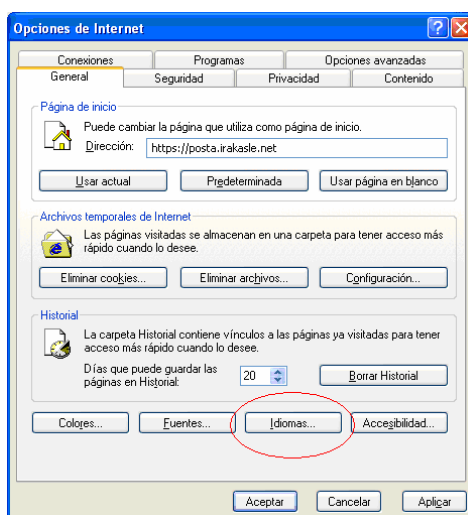 Opciones de Internet
Conexiones Programas Opciones avanzadas
General Seguridad Privacidad Contenido
Página de inicio
Puede cambiar la página que utiliza como página de inicio.
Dirección: https://posta.irakasle.net
Usar actual Predeterminada Usar página en blanco
Archivos temporales de Internet
Las páginas visitadas se almacenan en una carpeta para tener acceso más
rápido cuando lo desee.
Eliminar cookies... Eliminar archivos... Configuración...
Historial
La carpeta Historial contiene vínculos a las páginas ya visitadas para tener
acceso más rápido cuando lo desee.
Días que puede guardar las
páginas en Historial: 20 Borrar Historial
Colores... Fuentes... Idiomas... Accesibilidad...
Aceptar Cancelar Aplicar